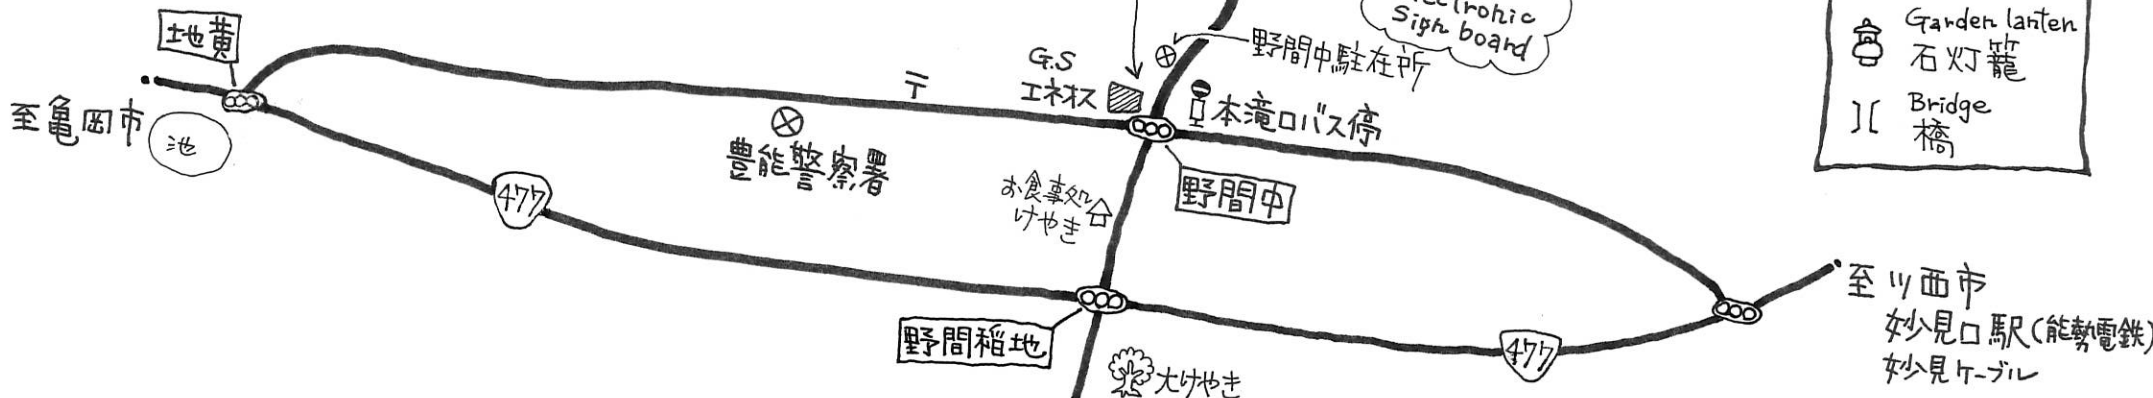 Sign board
Garden lanten
石灯籠
Bridge
橋
地黄
至亀岡市
池
〒
豊能警察署
G.S
エネオス
野間中駐在所
本滝口バス停
野間中
お食事処
けやき
477
野間稲地
大けやき
477
至川西市
妙見口駅(能勢電鉄)
妙見ケーブル